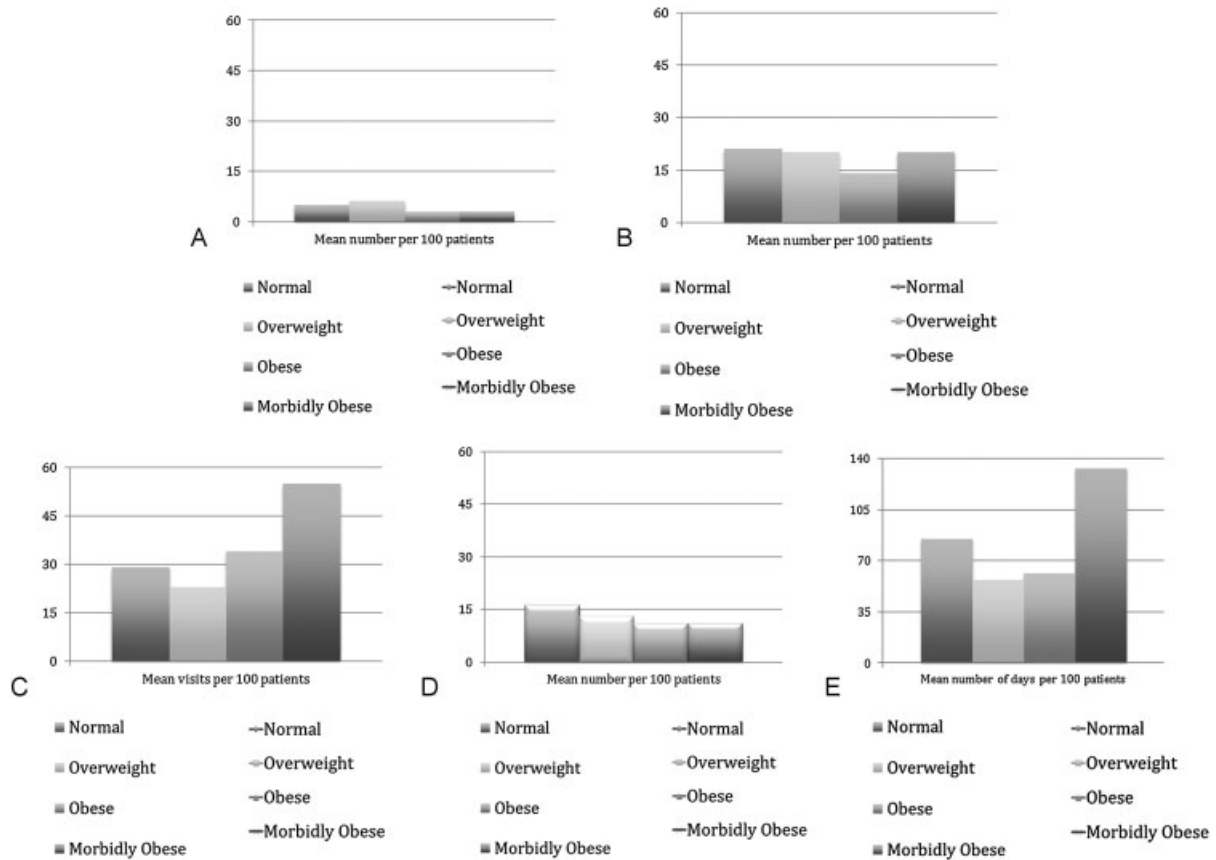 60
45
30
15
0
A
Mean number per 100 patients
Normal
Overweight
Obese
Morbidly Obese
Normal
Overweight
Obese
Morbidly Obese
60
45
30
15
0
B
Mean number per 100 patients
Normal
Overweight
Obese
Morbidly Obese
Normal
Overweight
Obese
Morbidly Obese
60
45
30
15
0
C
Mean visits per 100 patients
Normal
Overweight
Obese
Morbidly Obese
Normal
Overweight
Obese
Morbidly Obese
60
45
30
15
0
D
Mean number per 100 patients
Normal
Overweight
Obese
Morbidly Obese
Normal
Overweight
Obese
Morbidly Obese
140
105
70
35
0
E
Mean number of days per 100 patients
Normal
Overweight
Obese
Morbidly Obese
Normal
Overweight
Obese
Morbidly Obese